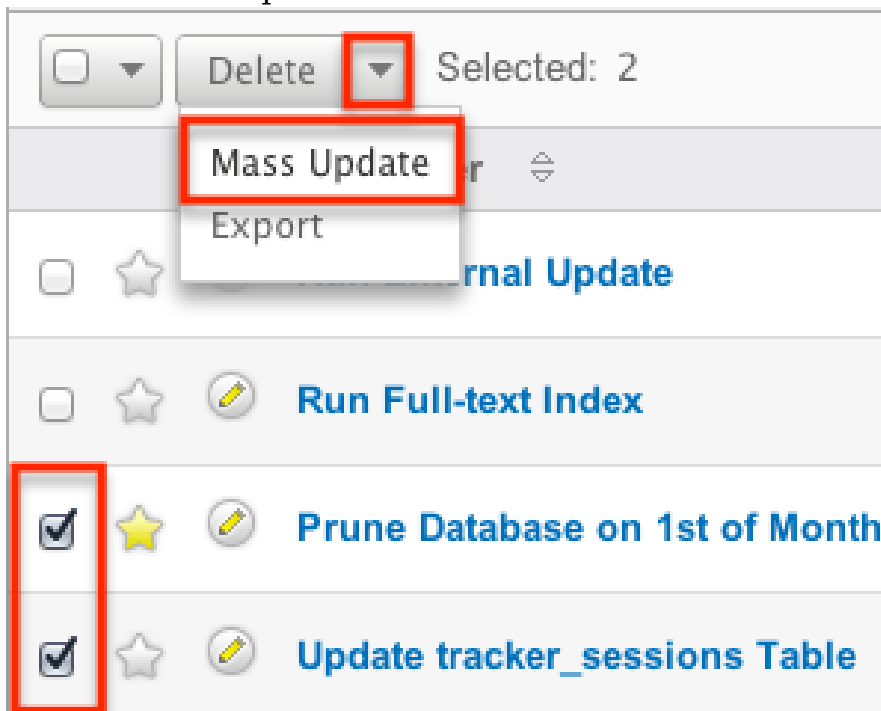 Delete Selected: 2
Mass Update
Export
Update
Run Full-text Index
Prune Database on 1st of Month
Update tracker_sessions Table